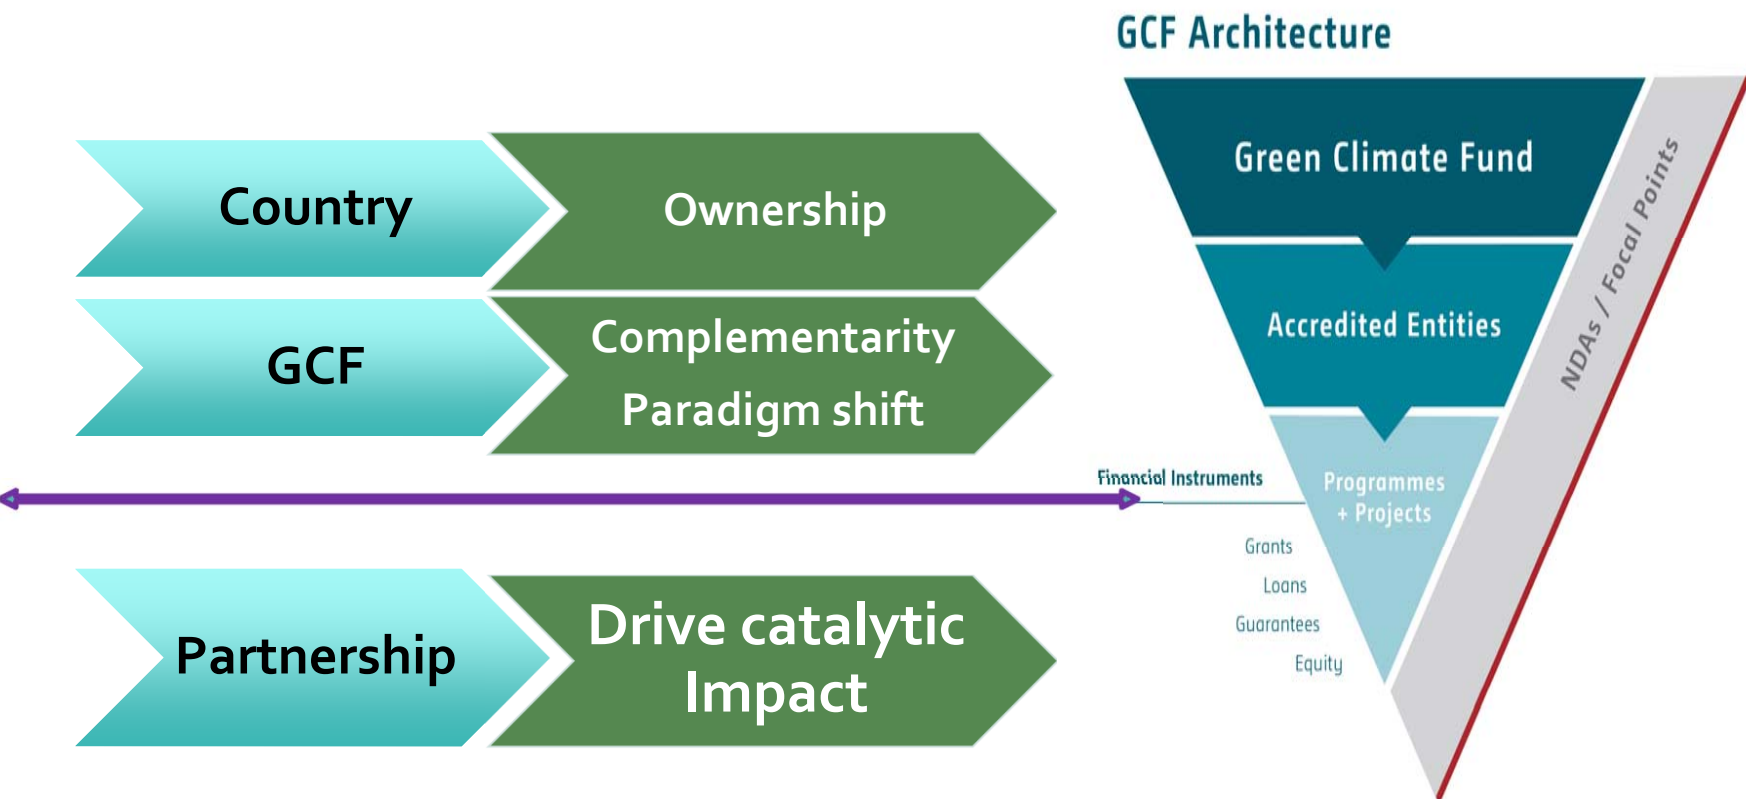 GCF Architecture
Country
Ownership
GCF
Complementarity
Paradigm shift
Partnership
Drive catalytic
Impact
Green Climate Fund
Accredited Entities
Programmes
+ Projects
NDAs / Focal Points
Financial Instruments
Grants
Loans
Guarantees
Equity